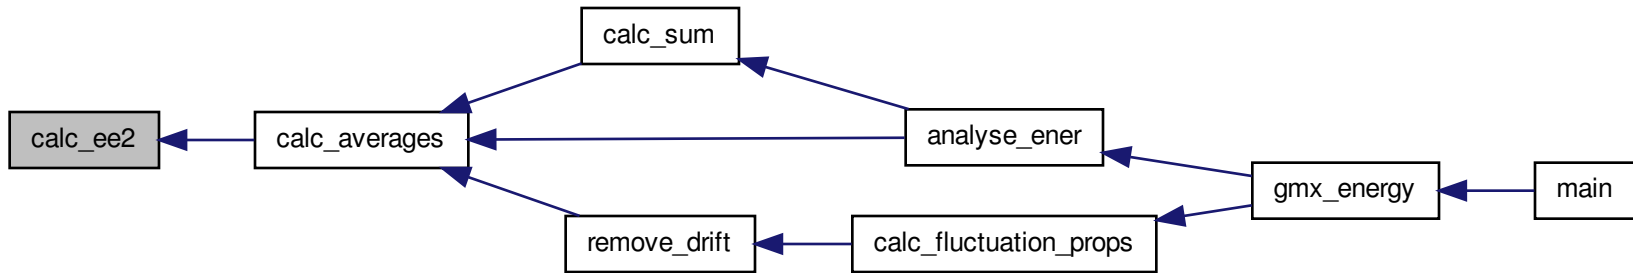 calc_ee2
calc_averages
calc_sum
remove_drift
analyse_ener
calc_fluctuation_props
gmx_energy
main